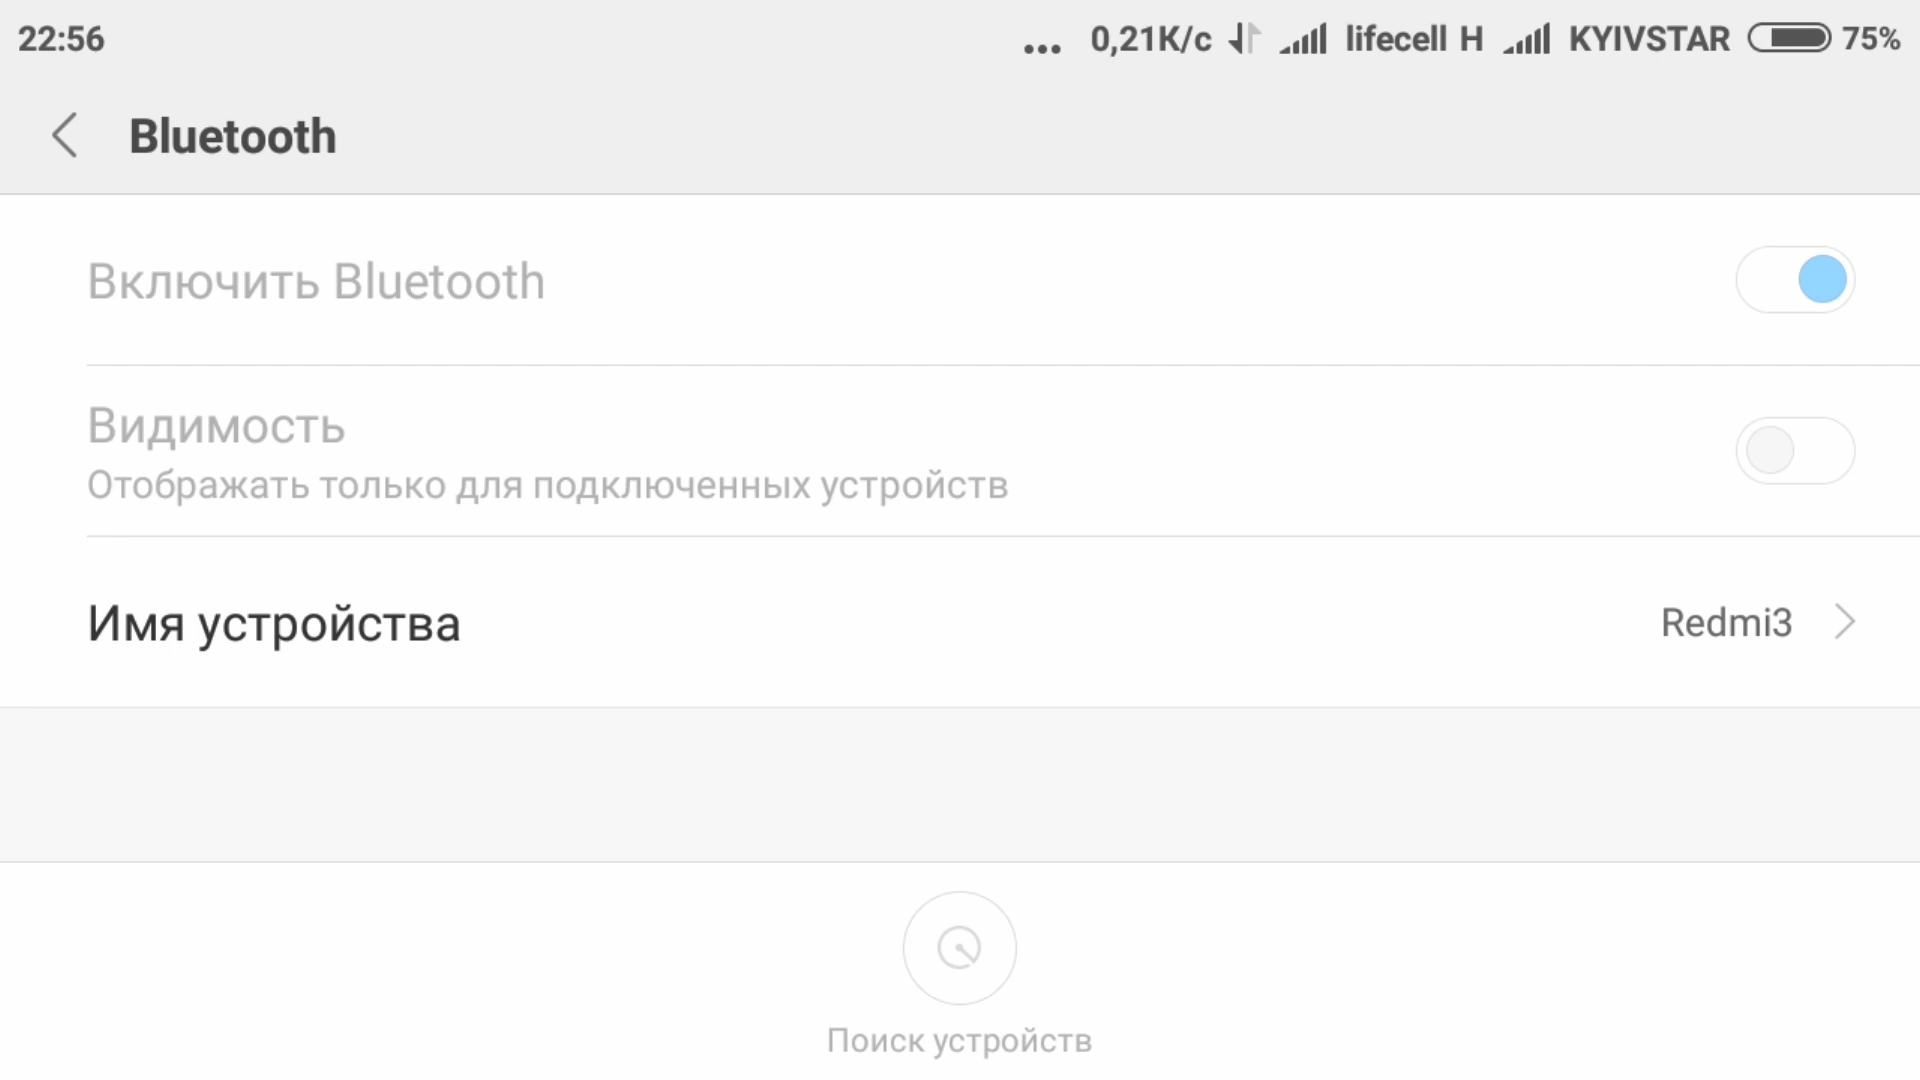 22:56
... 0,21К/с lifecell H KYIVSTAR 75%
Bluetooth
Включить Bluetooth
Видимость
Отображать только для подключенных устройств
Имя устройства
Redmi3
Поиск устройств